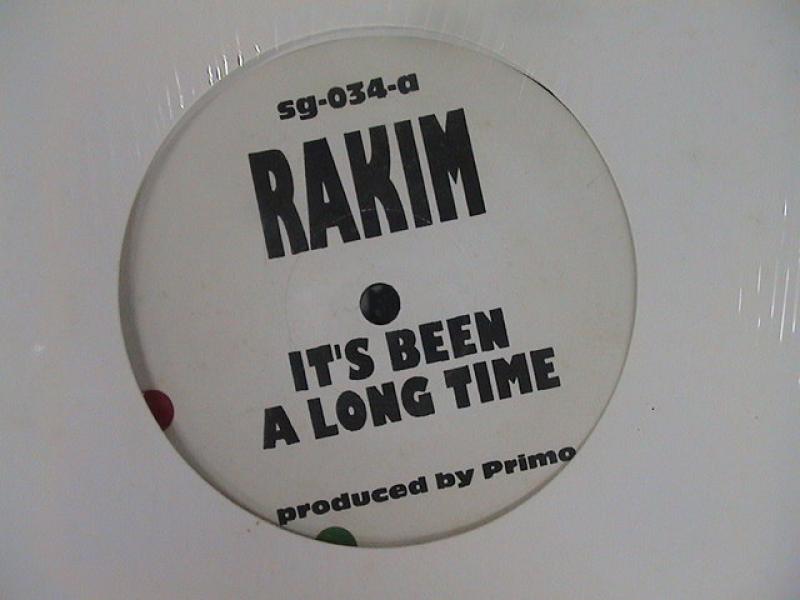 sg-034-a
RAKIM
IT'S BEEN
A LONG TIME
produced by Primo